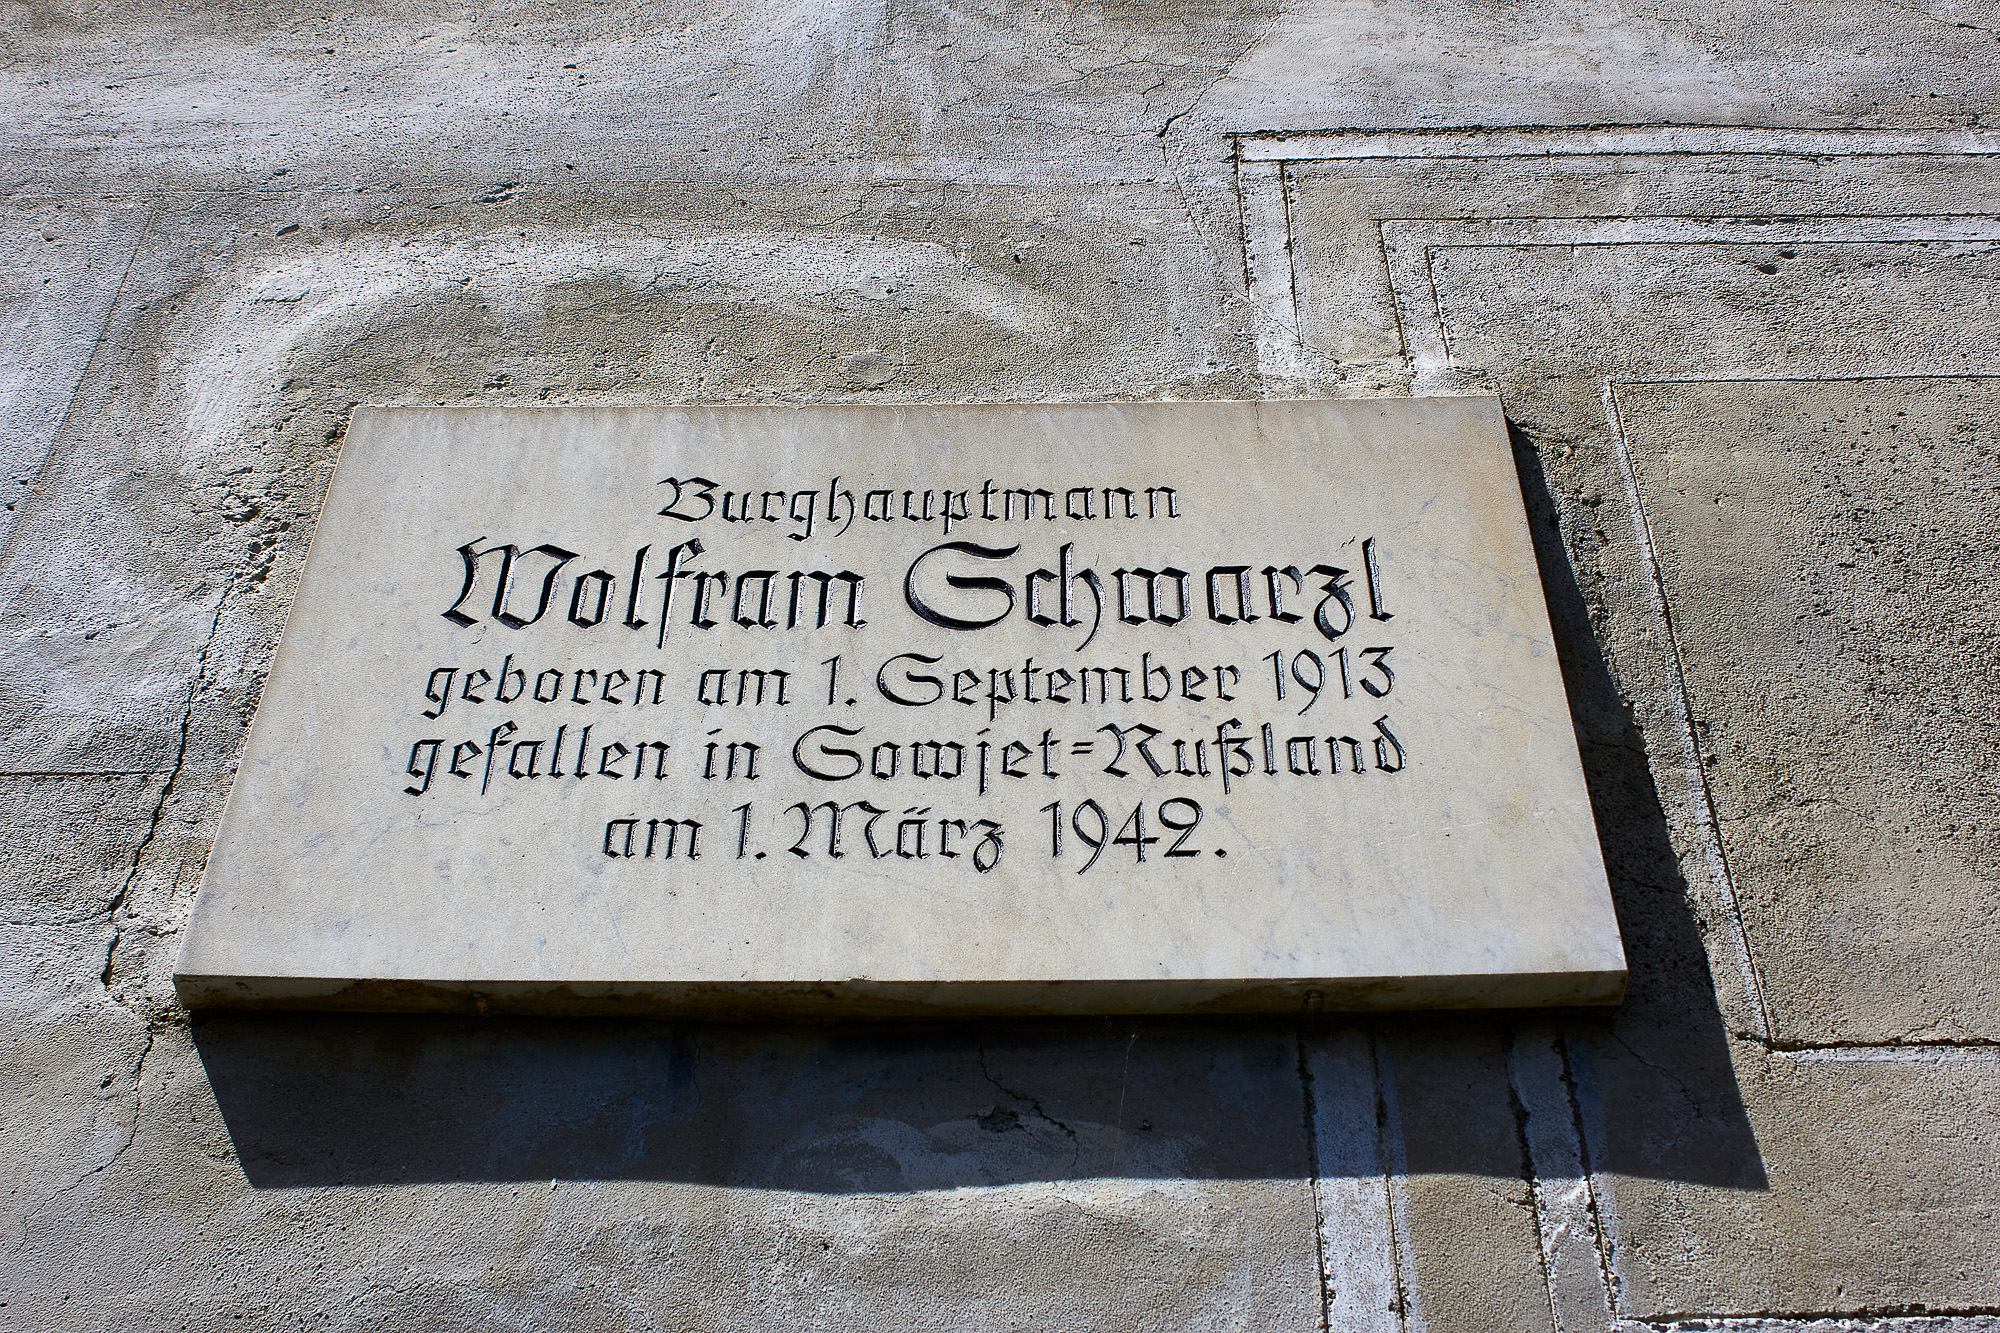 Burghauptmann
Wolfram Schwarzl
geboren am 1. September 1913
gefallen in Sowjet=Rußland
am 1. März 1942.